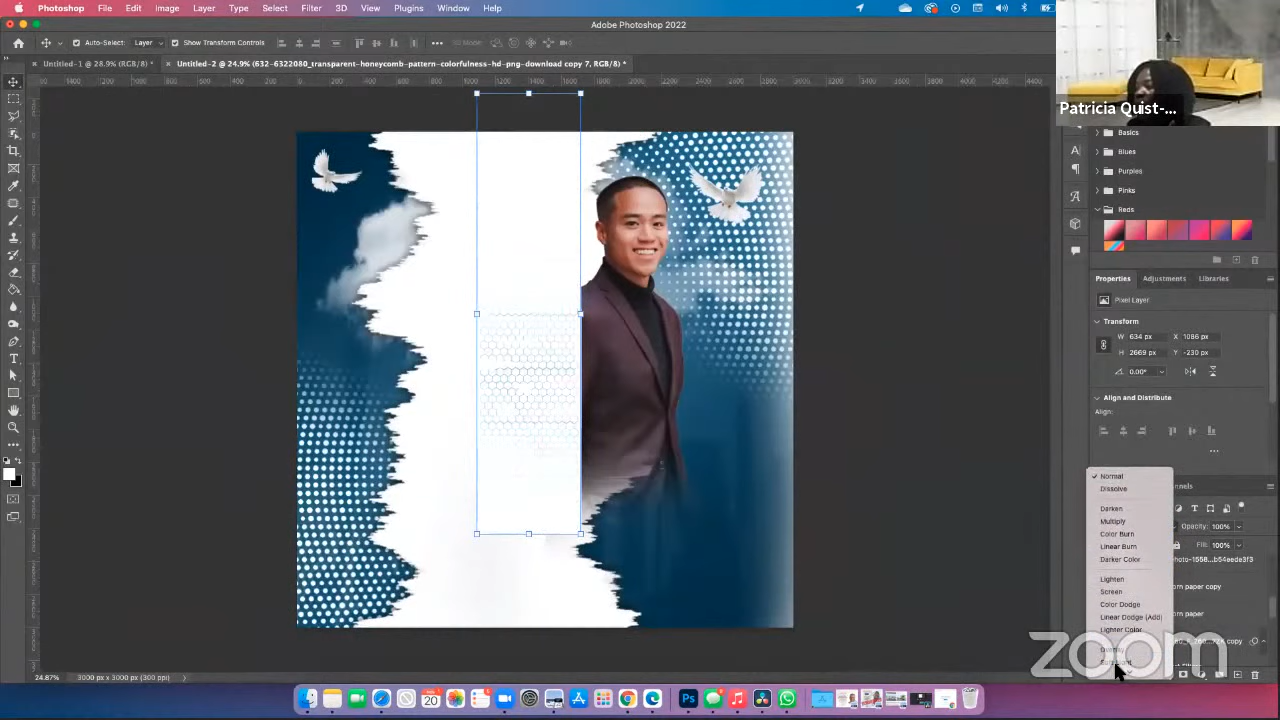 Photoshop File Edit Image Layer Type Select Filter 3D View Plugins Window Help
Adobe Photoshop 2022
Auto-Select: Layer Show Transform Controls 3D Mode:
Untitled-1 @ 28.9% (RGB/8) *
Untitled-2 @ 24.9% (632-6322080_transparent-honeycomb-pattern-colorfulness-hd-png-download copy 7, RGB/8) *
Patricia Quist-...
Basics
Blues
Purples
Pinks
Reds
Properties Adjustments Libraries
Pixel Layer
Transform
W 634 px X 1086 px
H 2669 px Y -230 px
0.00°
Align and Distribute
Align:
Normal
Dissolve
Darken
Multiply
Color Burn
Linear Burn
Darker Color
Lighten
Screen
Color Dodge
Linear Dodge (Add)
Lighter Color
Overlay
Opacity: 100%
Fill: 100%
zoom
24.87% 3000 px x 3000 px (300 ppi)
20